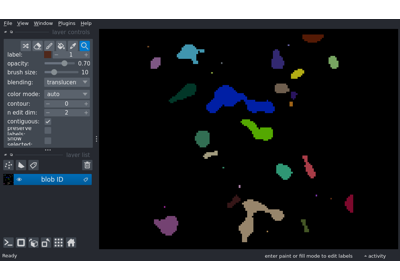 File View Window Plugins Help
layer controls
label: 1
opacity: 0.70
brush size: 10
blending: translucen
color mode: auto
contour: 0
n edit dim: 2
contiguous:
preserve
labels:
show
selected:
layer list
blob ID
Ready
enter paint or fill mode to edit labels
activity